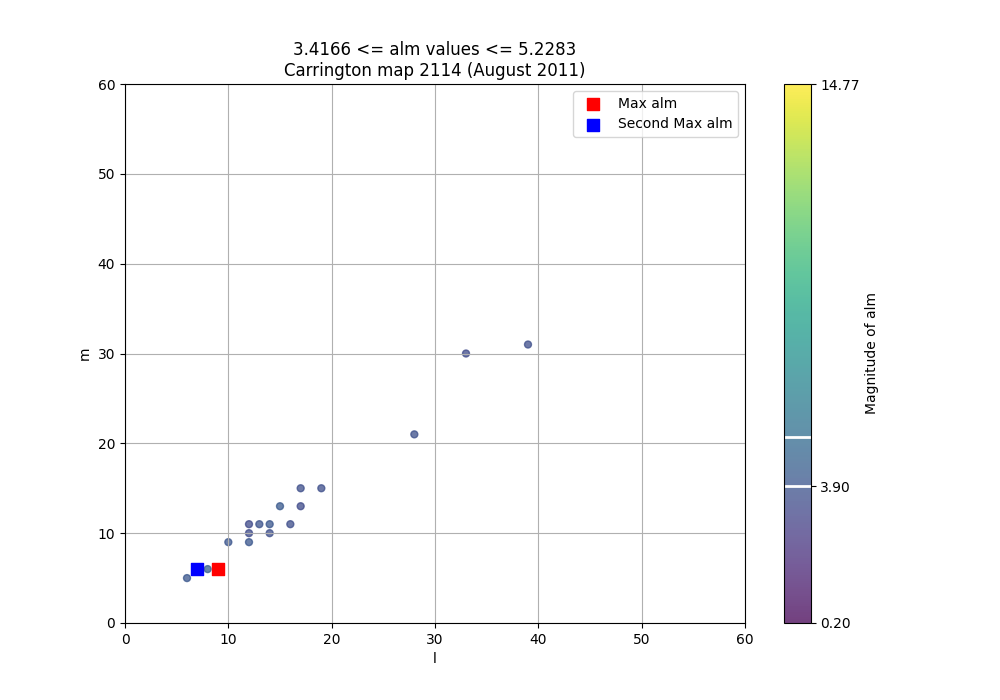 3.4166 <= alm values <= 5.2283
Carrington map 2114 (August 2011)
60
50
40
30
20
10
0
m
0 10 20 30 40 50 60
l
Max alm
Second Max alm
14.77
3.90
0.20
Magnitude of alm